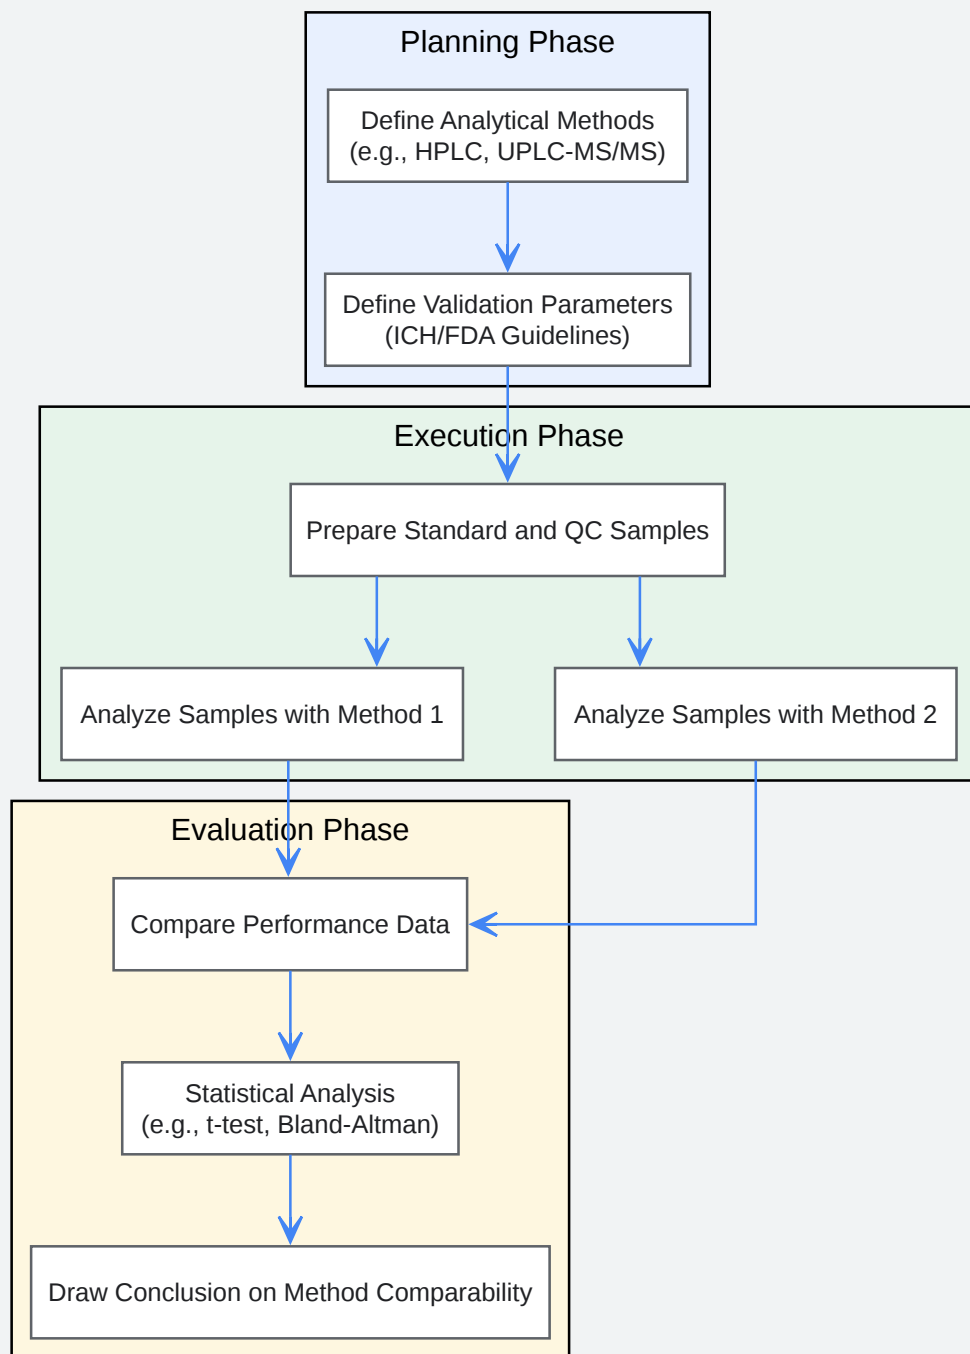 Planning Phase
Define Analytical Methods
(e.g., HPLC, UPLC-MS/MS)
Define Validation Parameters
(ICH/FDA Guidelines)
Execution Phase
Prepare Standard and QC Samples
Analyze Samples with Method 1
Analyze Samples with Method 2
Evaluation Phase
Compare Performance Data
Statistical Analysis
(e.g., t-test, Bland-Altman)
Draw Conclusion on Method Comparability